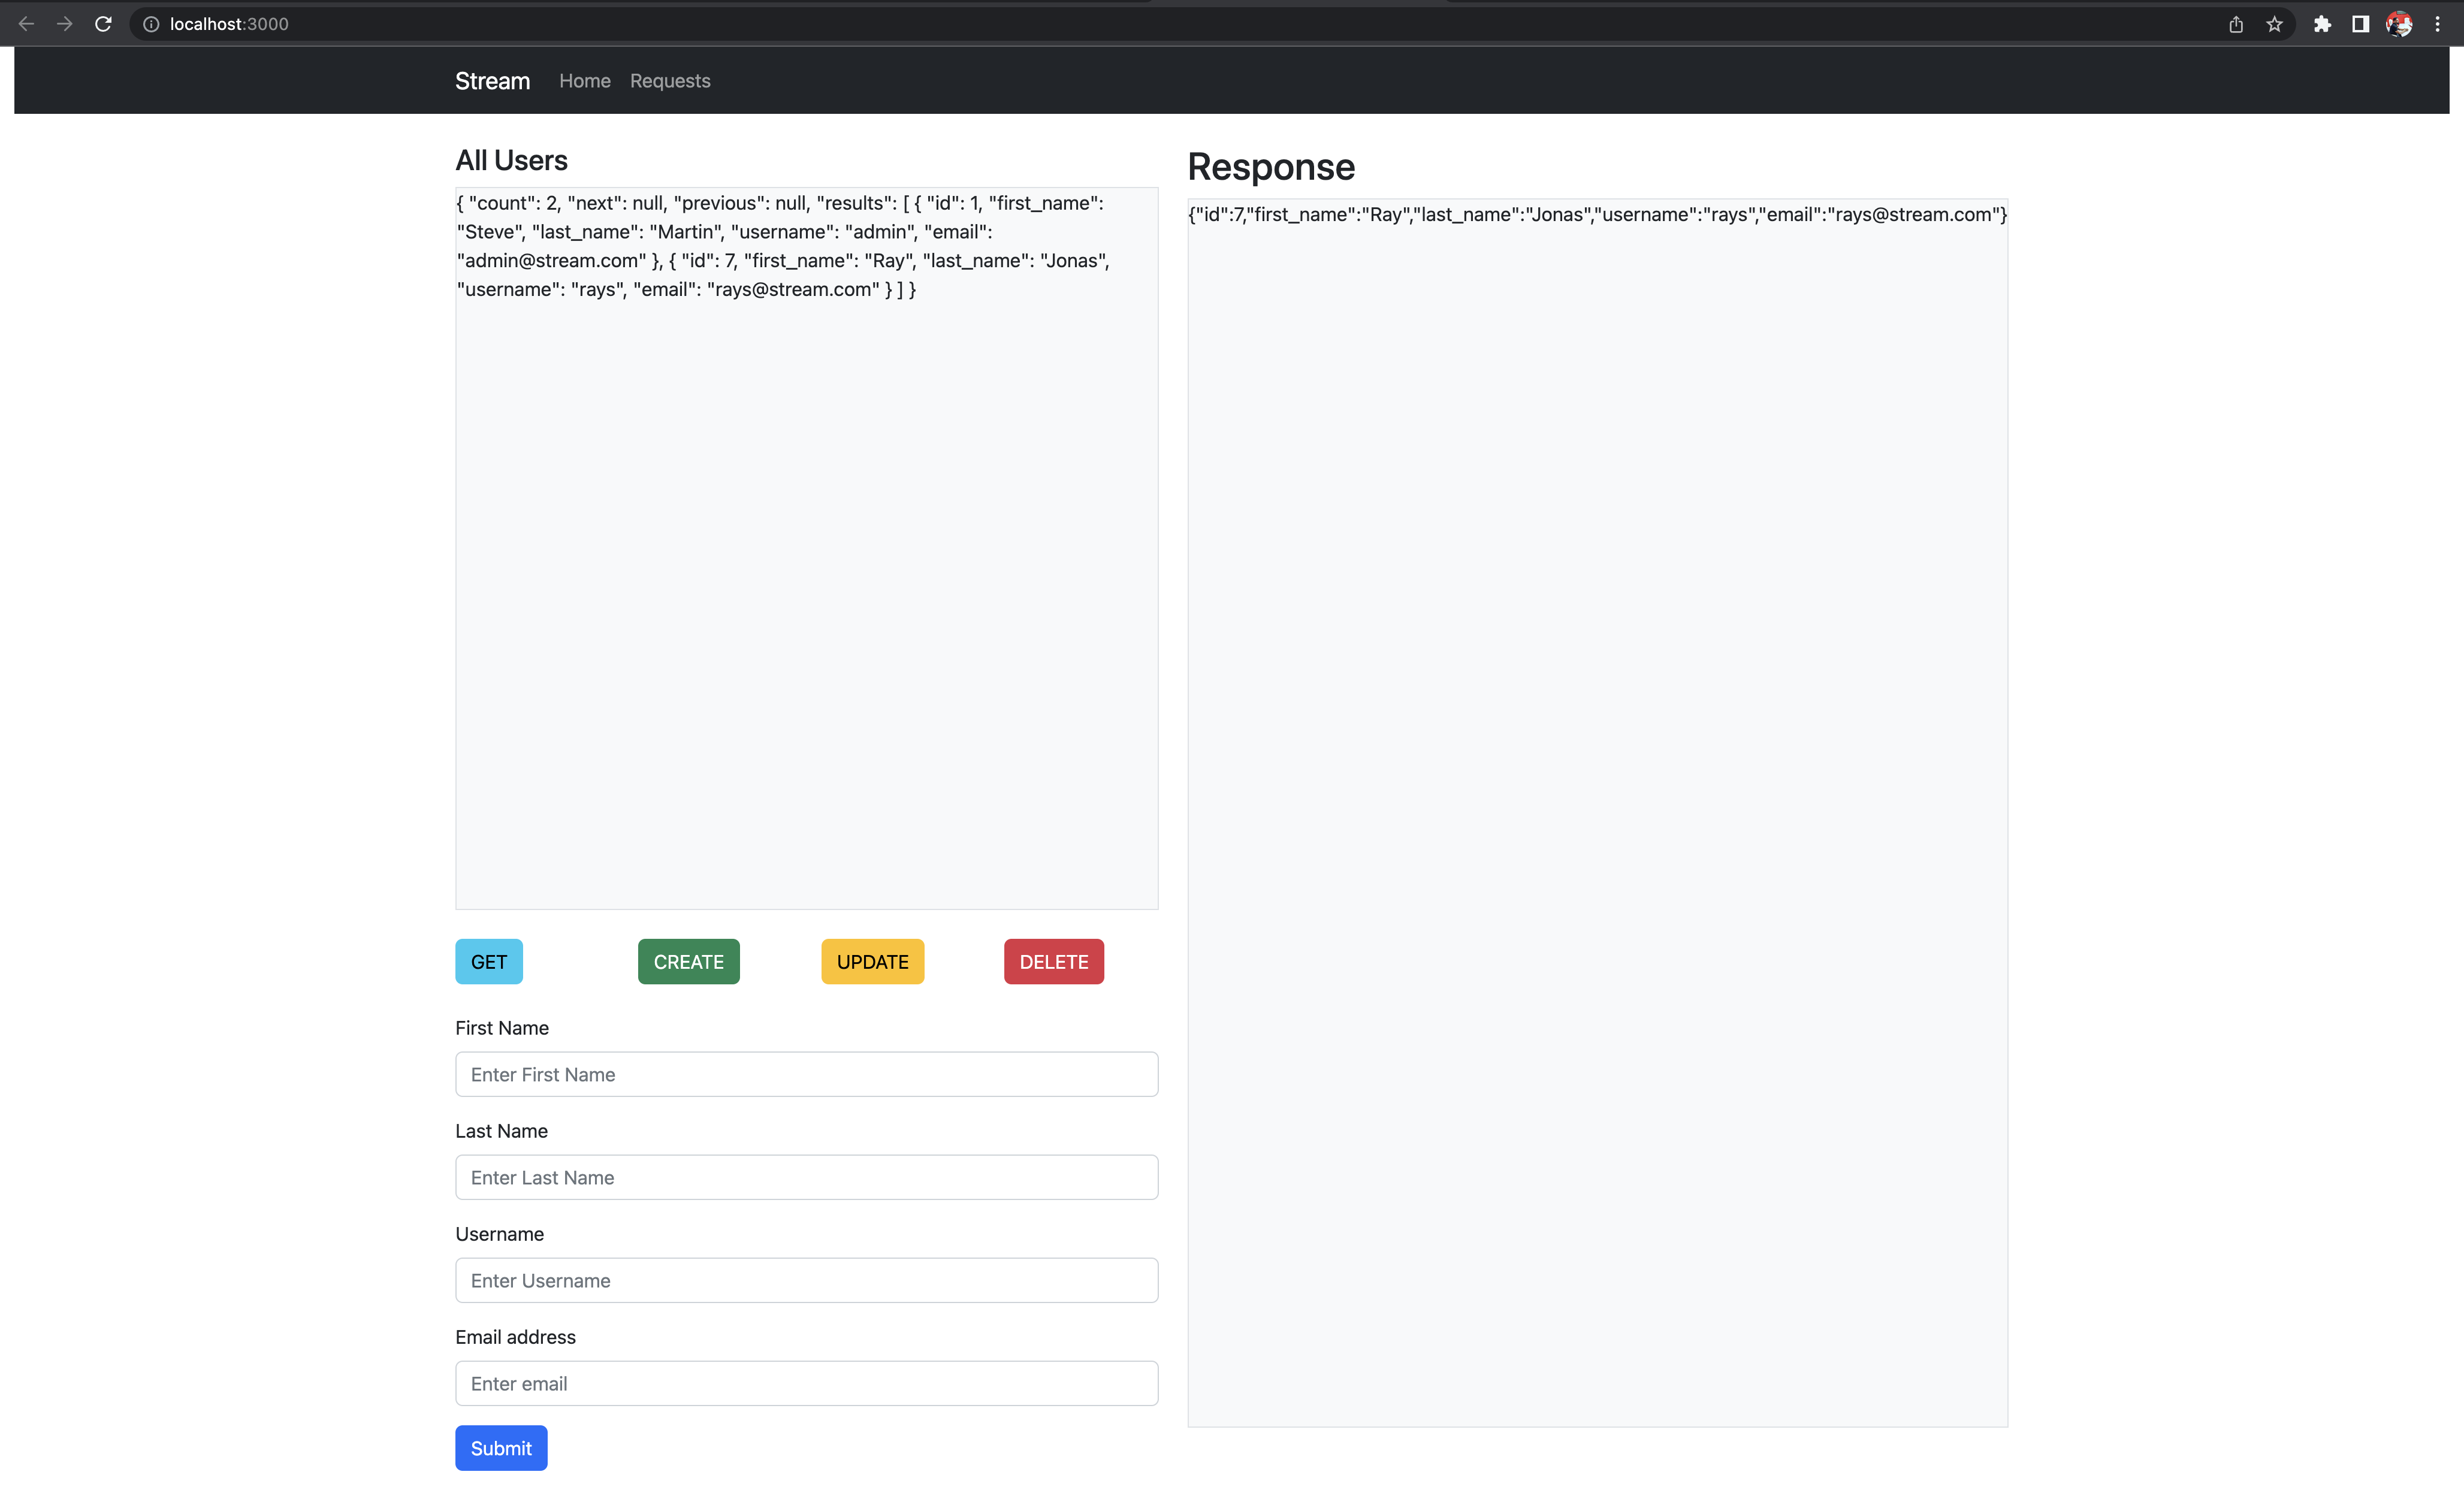 localhost:3000
Stream Home Requests
All Users
{ "count": 2, "next": null, "previous": null, "results": [ { "id": 1, "first_name":
"Steve", "last_name": "Martin", "username": "admin", "email":
"admin@stream.com" }, { "id": 7, "first_name": "Ray", "last_name": "Jonas",
"username": "rays", "email": "rays@stream.com" } ] }
GET CREATE UPDATE DELETE
First Name
Enter First Name
Last Name
Enter Last Name
Username
Enter Username
Email address
Enter email
Submit
Response
{"id":7,"first_name":"Ray","last_name":"Jonas","username":"rays","email":"rays@stream.com"}